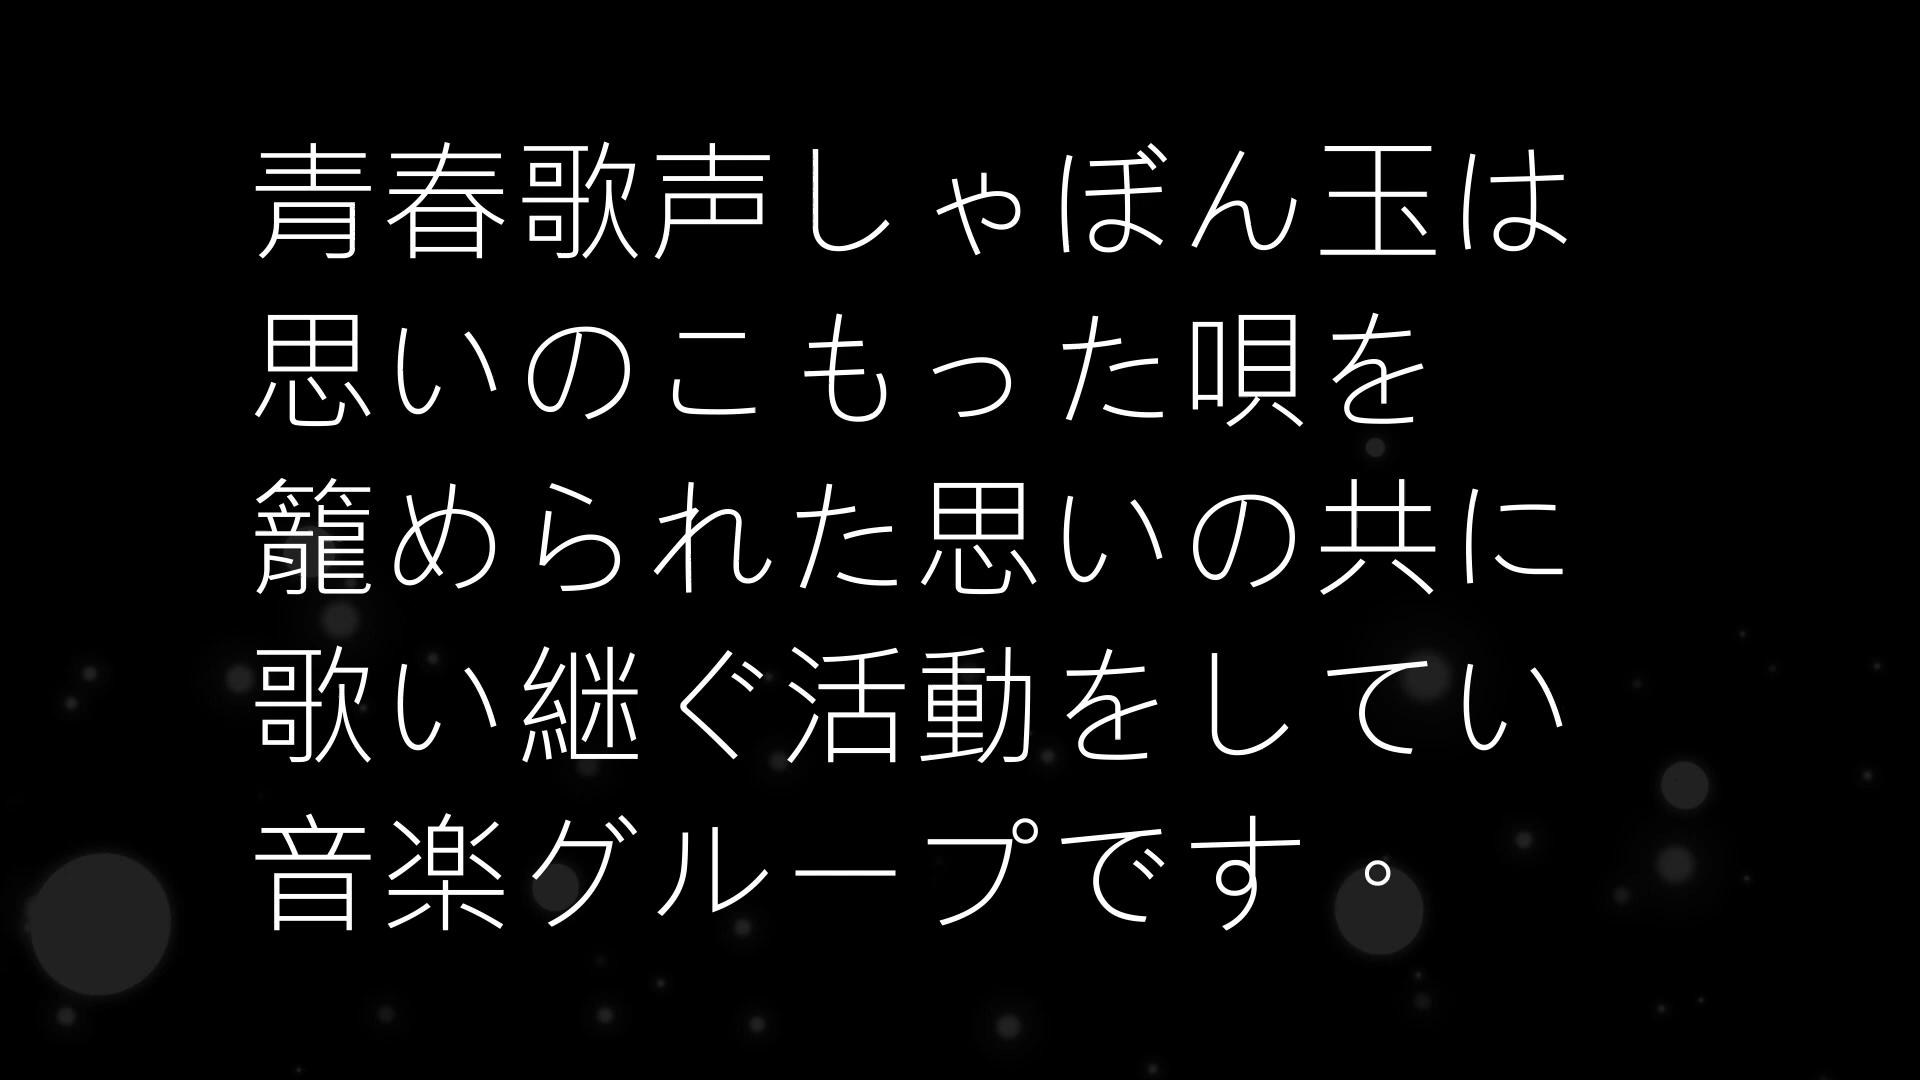 青春歌声しゃぼん玉は
思いのこもった唄を
籠められた思いの共に
歌い継ぐ活動をしてい
音楽グループです。